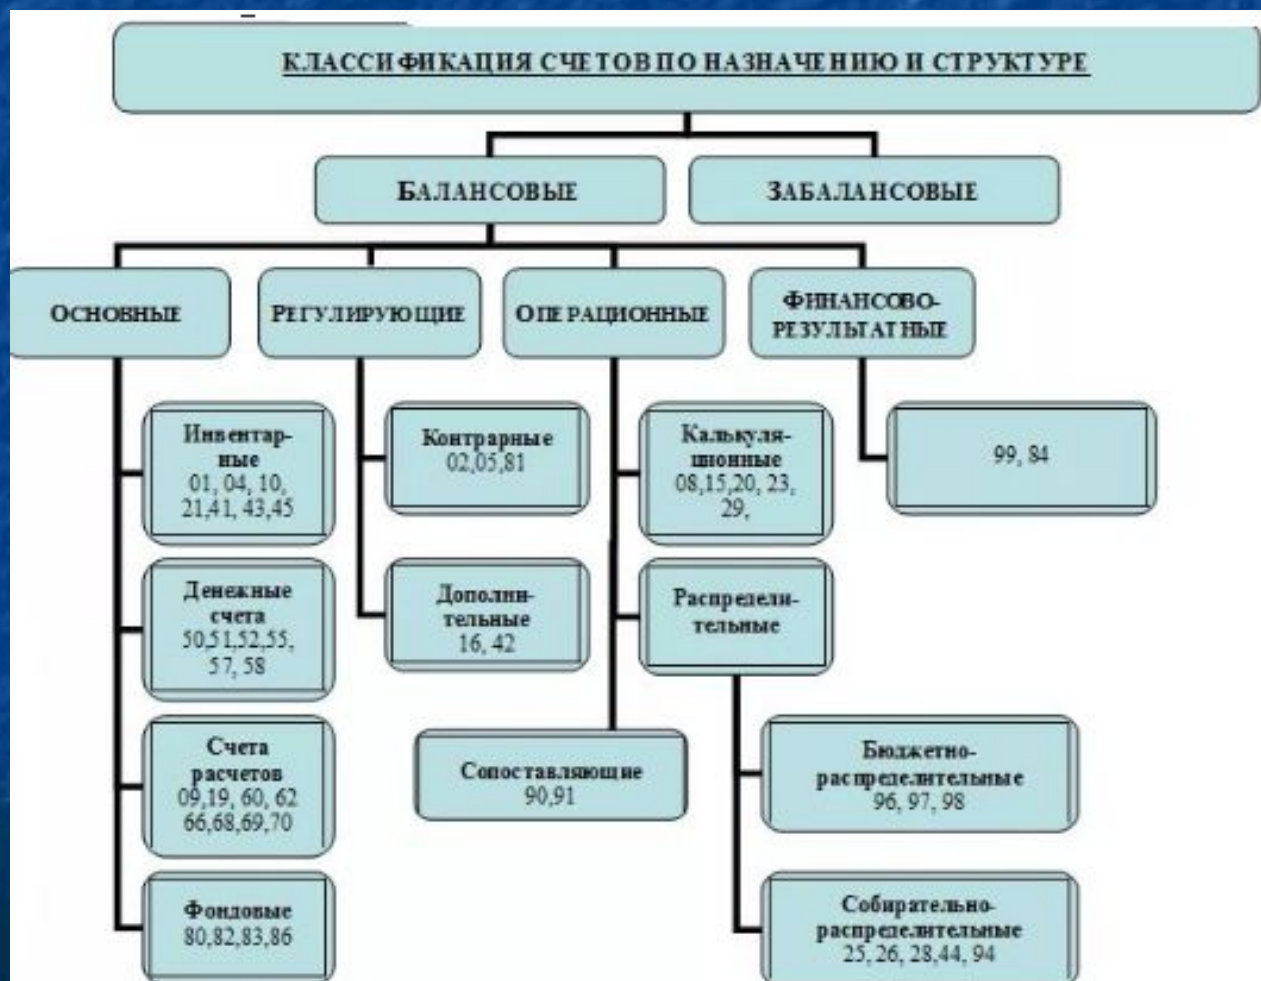 КЛАССИФИКАЦИЯ СЧЕТОВ ПО НАЗНАЧЕНИЮ И СТРУКТУРЕ
БАЛАНСОВЫЕ
ЗАБАЛАНСОВЫЕ
ОСНОВНЫЕ
РЕГУЛИРУЮЩИЕ
ОПЕРАЦИОННЫЕ
ФИНАНСОВО-
РЕЗУЛЬТАТНЫЕ
Инвентар-
ные
01, 04, 10,
21,41, 43,45
Контрарные
02,05,81
Калькуля-
ционные
08,15,20, 23,
29,
99, 84
Денежные
счета
50,51,52,55,
57, 58
Дополни-
тельные
16, 42
Распредели-
тельные
Счета
расчетов
09,19, 60, 62
66,68,69,70
Сопоставляющие
90,91
Бюджетно-
распределительные
96, 97, 98
Фондовые
80,82,83,86
Собирательно-
распределительные
25, 26, 28,44, 94